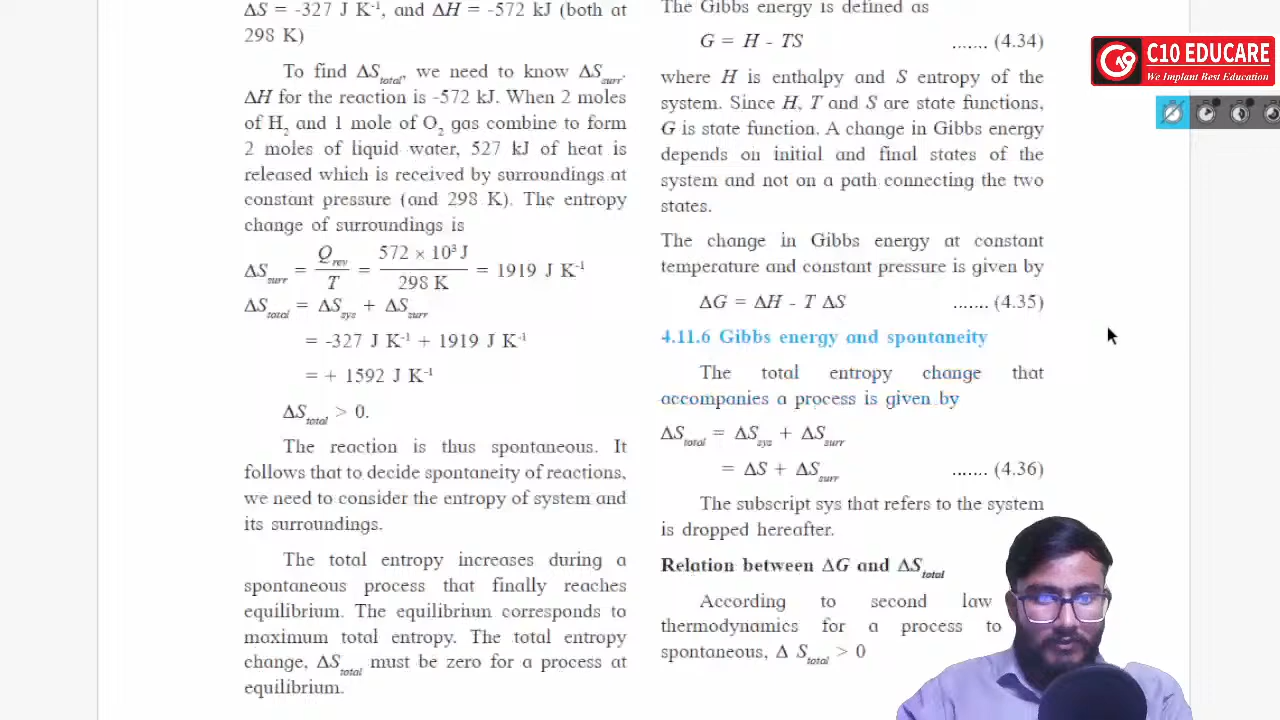 ΔS = -327 J K⁻¹, and ΔH = -572 kJ (both at
298 K)
To find ΔS_total, we need to know ΔS_surr.
ΔH for the reaction is -572 kJ. When 2 moles
of H₂ and 1 mole of O₂ gas combine to form
2 moles of liquid water, 527 kJ of heat is
released which is received by surroundings at
constant pressure (and 298 K). The entropy
change of surroundings is
ΔS_surr = Q_rev / T = 572 × 10³ J / 298 K = 1919 J K⁻¹
ΔS_total = ΔS_sys + ΔS_surr
= -327 J K⁻¹ + 1919 J K⁻¹
= + 1592 J K⁻¹
ΔS_total > 0.
The reaction is thus spontaneous. It
follows that to decide spontaneity of reactions,
we need to consider the entropy of system and
its surroundings.
The total entropy increases during a
spontaneous process that finally reaches
equilibrium. The equilibrium corresponds to
maximum total entropy. The total entropy
change, ΔS_total must be zero for a process at
equilibrium.
The Gibbs energy is defined as
G = H - TS ....... (4.34)
where H is enthalpy and S entropy of the
system. Since H, T and S are state functions,
G is state function. A change in Gibbs energy
depends on initial and final states of the
system and not on a path connecting the two
states.
The change in Gibbs energy at constant
temperature and constant pressure is given by
ΔG = ΔH - T ΔS ....... (4.35)
4.11.6 Gibbs energy and spontaneity
The total entropy change that
accompanies a process is given by
ΔS_total = ΔS_sys + ΔS_surr
= ΔS + ΔS_surr ....... (4.36)
The subscript sys that refers to the system
is dropped hereafter.
Relation between ΔG and ΔS_total
According to second law
thermodynamics for a process to
spontaneous, Δ S_total > 0
C10 EDUCARE
We Implant Best Education